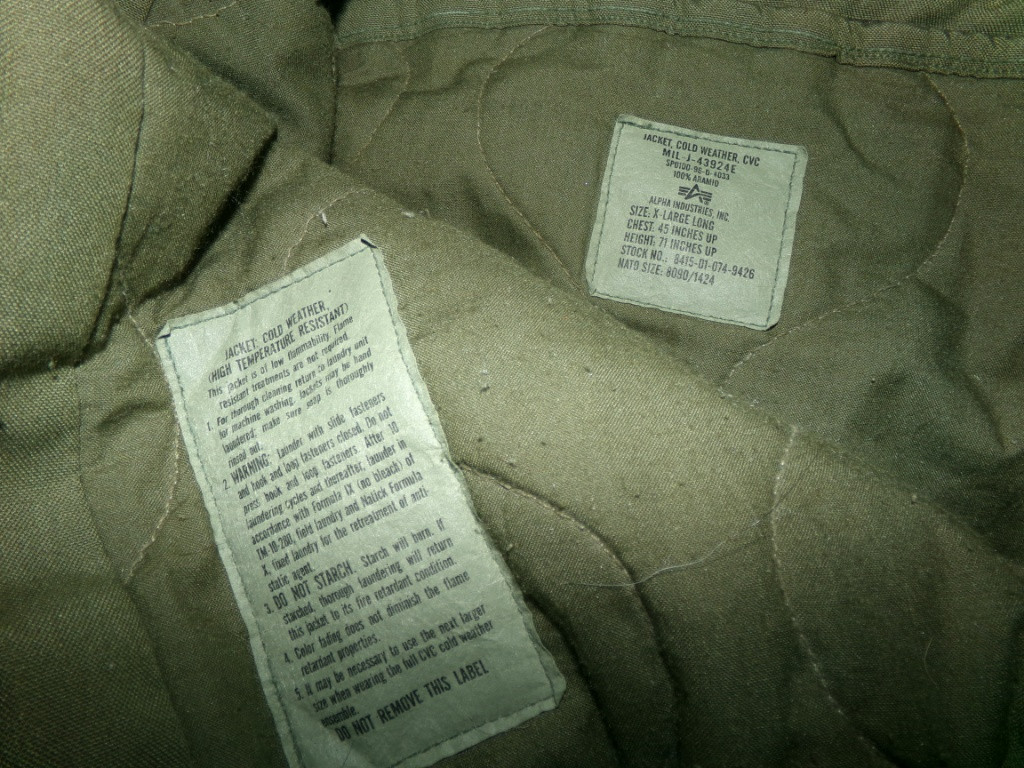 JACKET, COLD WEATHER, CVC
MIL-J-43924E
SPO100-96-D-4033
100% ARAMID
ALPHA INDUSTRIES, INC.
SIZE: X-LARGE LONG
CHEST: 45 INCHES UP
HEIGHT: 71 INCHES UP
STOCK NO.: 8415-01-074-9426
NATO SIZE: 8090/1424
JACKET: COLD WEATHER,
(HIGH TEMPERATURE RESISTANT)
This jacket is of low flammability. Flame
resistant treatments are not required.
1. For thorough cleaning return to laundry unit
for machine washing. Jackets may be hand
laundered; make sure soap is thoroughly
rinsed out.
2. WARNING: Launder with slide fasteners
and hook and loop fasteners closed. Do not
press hook and loop fasteners. After 10
laundering cycles and thereafter, launder in
accordance with Formula IX (no bleach) of
TM-10-280, field laundry and Natick Formula
X, fixed laundry for the retreatment of anti-
static agent.
3. DO NOT STARCH. Starch will burn. If
starched, thorough laundering will return
this jacket to its fire retardant condition.
4. Color fading does not diminish the flame
retardant properties.
5. It may be necessary to use the next larger
size when wearing the full CVC cold weather
ensemble.
DO NOT REMOVE THIS LABEL